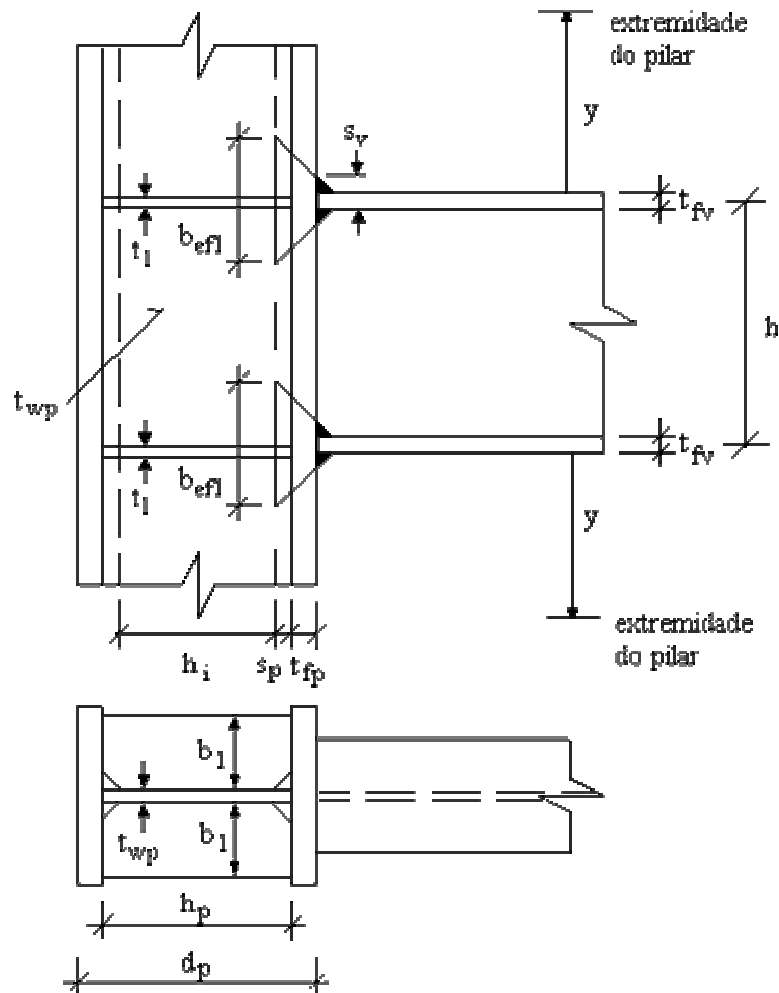 extremidade
do pilar
y
s_v
t_fv
b_efl
t_l
h
t_wp
t_fv
b_efl
t_l
y
extremidade
do pilar
h_i
s_p
t_fp
b_l
t_wp
b_l
h_p
d_p